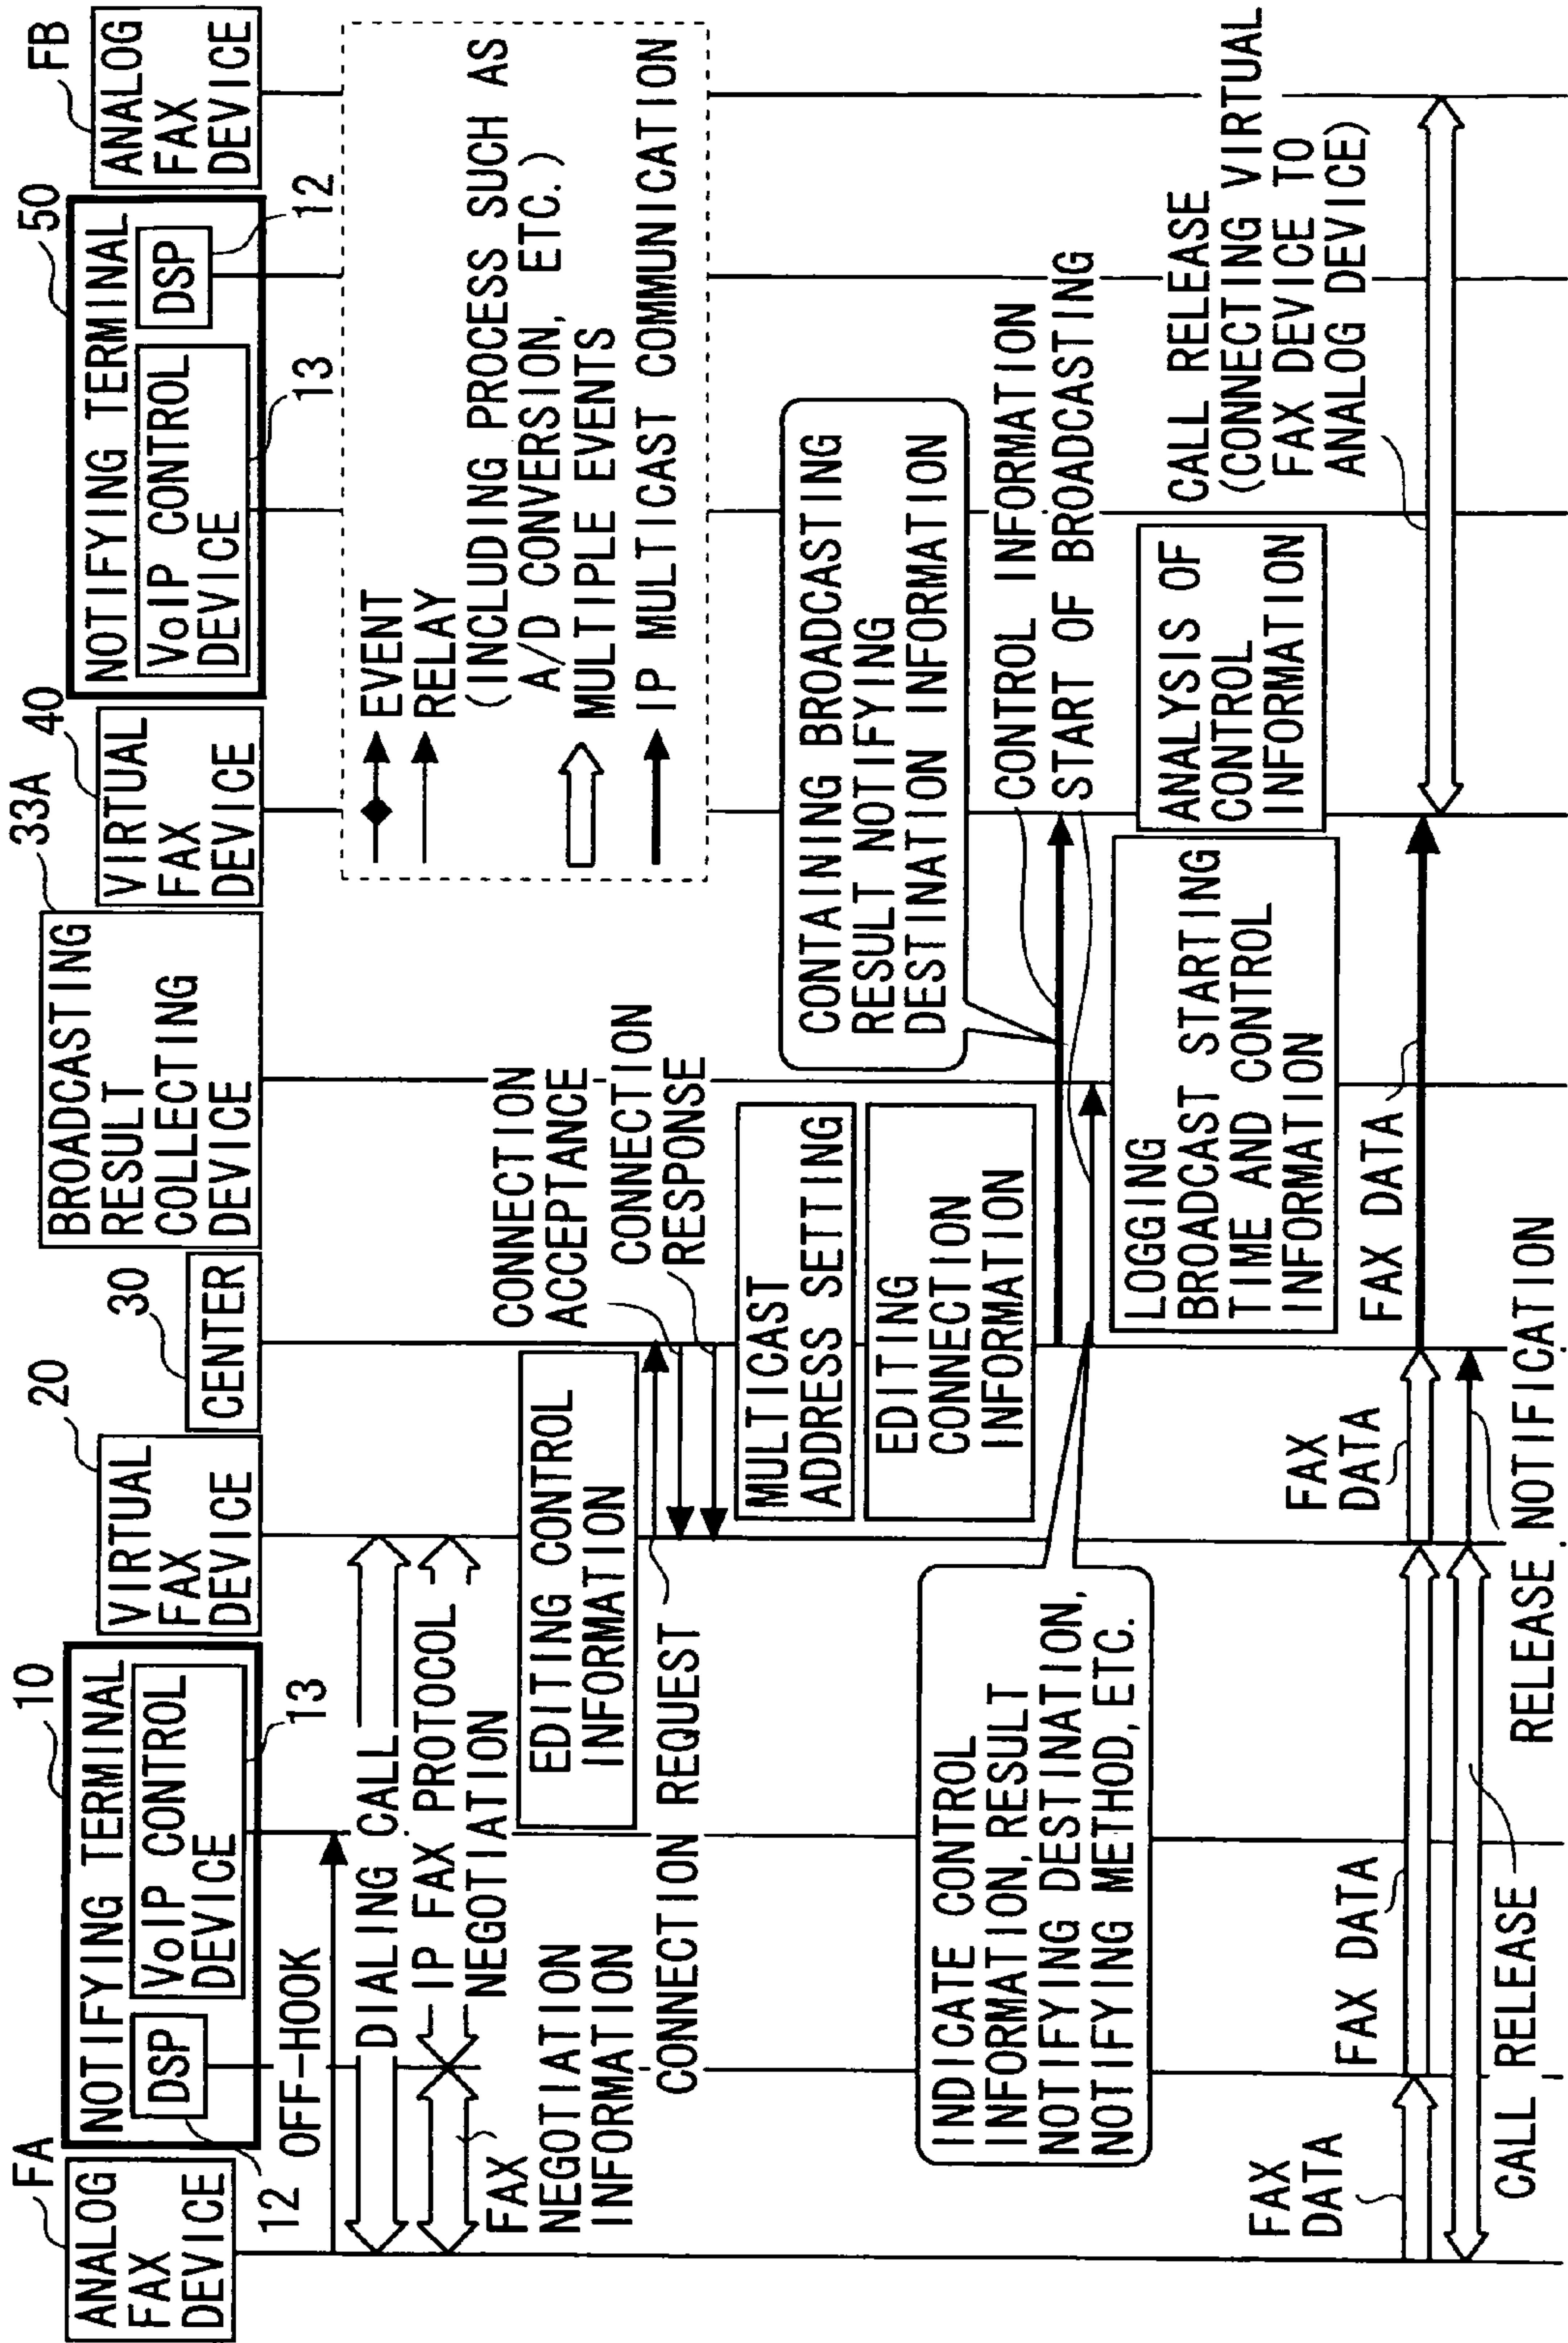 FA
ANALOG
FAX
DEVICE
10
NOTIFYING TERMINAL
DSP
VoIP CONTROL
DEVICE
12
13
20
VIRTUAL
FAX
DEVICE
30
CENTER
33A
BROADCASTING
RESULT
COLLECTING
DEVICE
40
VIRTUAL
FAX
DEVICE
50
NOTIFYING TERMINAL
VoIP CONTROL
DEVICE
DSP
13
12
FB
ANALOG
FAX
DEVICE
EVENT
RELAY
(INCLUDING PROCESS SUCH AS
A/D CONVERSION, ETC.)
MULTIPLE EVENTS
IP MULTICAST COMMUNICATION
OFF-HOOK
DIALING CALL
IP FAX PROTOCOL
NEGOTIATION
FAX
NEGOTIATION
INFORMATION
EDITING CONTROL
INFORMATION
CONNECTION REQUEST
CONNECTION
ACCEPTANCE
CONNECTION
RESPONSE
MULTICAST
ADDRESS SETTING
EDITING
CONNECTION
INFORMATION
CONTAINING BROADCAST
RESULT NOTIFYING
DESTINATION INFORMATION
CONTROL INFORMATION
START OF BROADCASTING
INDICATE CONTROL
INFORMATION,RESULT
NOTIFYING DESTINATION,
NOTIFYING METHOD,ETC.
LOGGING
BROADCAST STARTING
TIME AND CONTROL
INFORMATION
ANALYSIS OF
CONTROL
INFORMATION
CALL RELEASE
(CONNECTING VIRTUAL
FAX DEVICE TO
ANALOG DEVICE)
FAX
DATA
FAX DATA
FAX
DATA
FAX DATA
CALL RELEASE
RELEASE NOTIFICATION